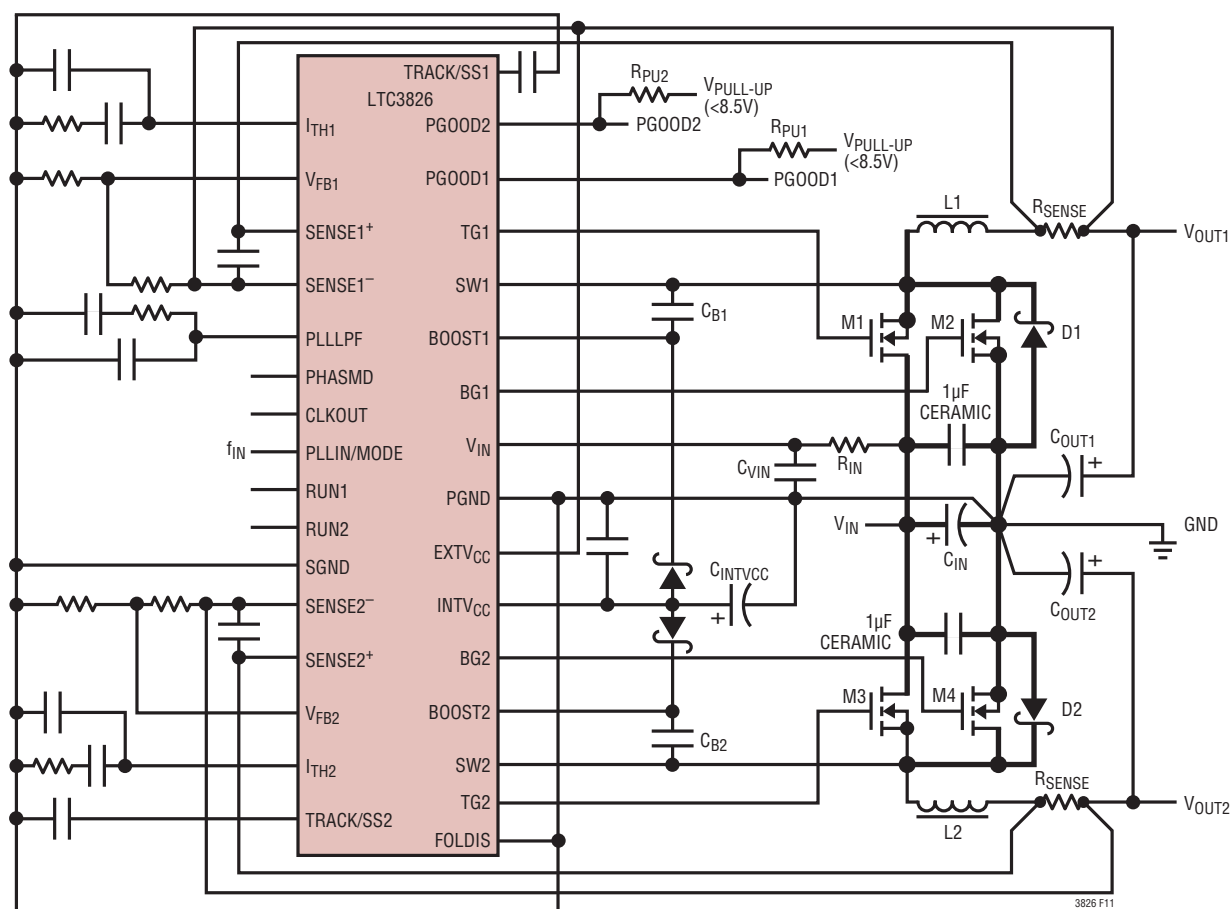 TRACK/SS1
LTC3826
RPU2
VPULL-UP
(<8.5V)
ITH1
PGOOD2
PGOOD2
RPU1
VPULL-UP
(<8.5V)
VFB1
PGOOD1
PGOOD1
L1
RSENSE
SENSE1+
TG1
VOUT1
SENSE1–
SW1
CB1
M1
M2
D1
PLLLPF
BOOST1
PHASMD
BG1
1µF
CERAMIC
CLKOUT
COUT1
+
fIN
PLLIN/MODE
VIN
CVIN
RIN
RUN1
PGND
RUN2
VIN
+
CIN
GND
EXTVCC
SGND
+
COUT2
CINTVCC
+
SENSE2–
INTVCC
1µF
CERAMIC
SENSE2+
BG2
M3
M4
D2
VFB2
BOOST2
CB2
ITH2
SW2
RSENSE
TG2
VOUT2
TRACK/SS2
L2
FOLDIS
3826 F11